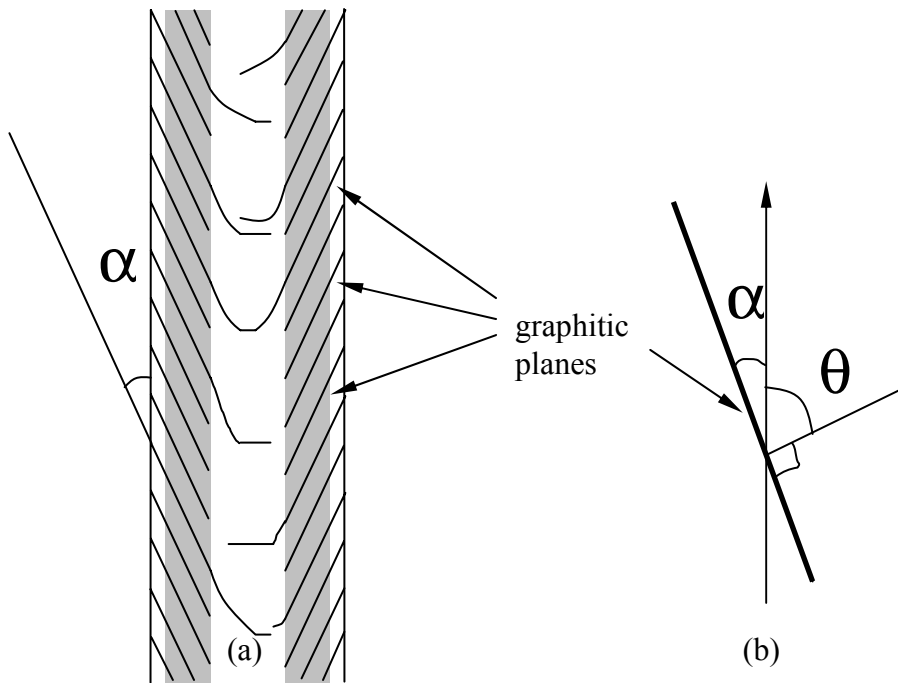 α
graphitic
planes
(a)
α
θ
(b)